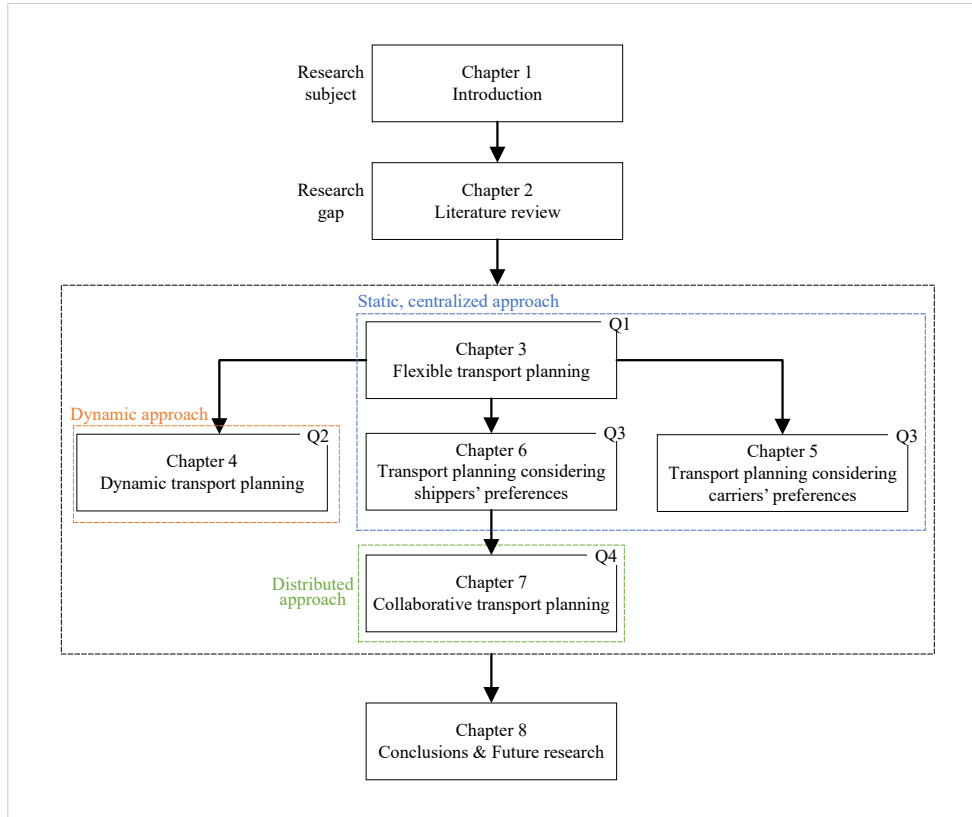 Research
subject
Chapter 1
Introduction
Research
gap
Chapter 2
Literature review
Static, centralized approach
Q1
Chapter 3
Flexible transport planning
Dynamic approach
Q2
Chapter 4
Dynamic transport planning
Q3
Chapter 6
Transport planning considering
shippers’ preferences
Q3
Chapter 5
Transport planning considering
carriers’ preferences
Distributed
approach
Q4
Chapter 7
Collaborative transport planning
Chapter 8
Conclusions & Future research